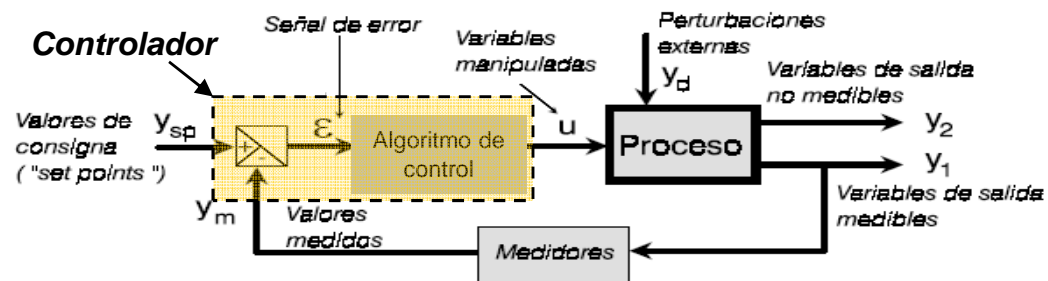 Controlador
Señal de error
Variables
manipuladas
Perturbaciones
externas
y_d
Variables de salida
no medibles
Valores de
consigna
( "set points ")
y_sp
+
-
ε
Algoritmo de
control
u
Proceso
y_2
y_1
Variables de salida
medibles
y_m
Valores
medidos
Medidores